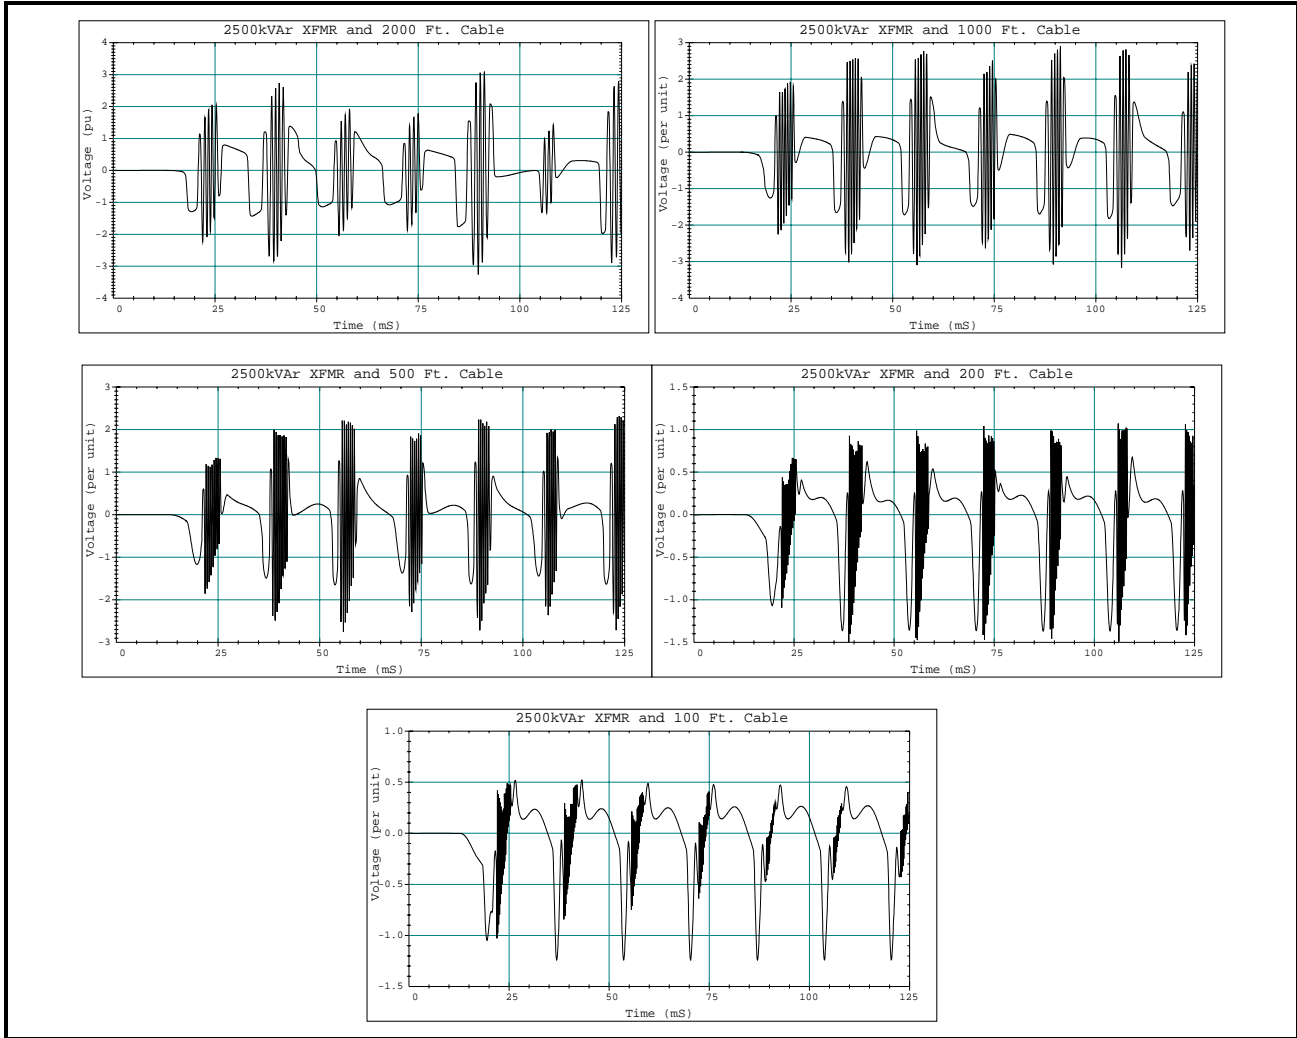 2500kVAr XFMR and 2000 Ft. Cable
Voltage (pu)
4
3
2
1
0
-1
-2
-3
-4
0 25 50 75 100 125
Time (mS)
2500kVAr XFMR and 1000 Ft. Cable
Voltage (per unit)
3
2
1
0
-1
-2
-3
-4
0 25 50 75 100 125
Time (mS)
2500kVAr XFMR and 500 Ft. Cable
Voltage (per unit)
3
2
1
0
-1
-2
-3
0 25 50 75 100 125
Time (mS)
2500kVAr XFMR and 200 Ft. Cable
Voltage (per unit)
1.5
1.0
0.5
0.0
-0.5
-1.0
-1.5
0 25 50 75 100 125
Time (mS)
2500kVAr XFMR and 100 Ft. Cable
Voltage (per unit)
1.0
0.5
0.0
-0.5
-1.0
-1.5
0 25 50 75 100 125
Time (mS)